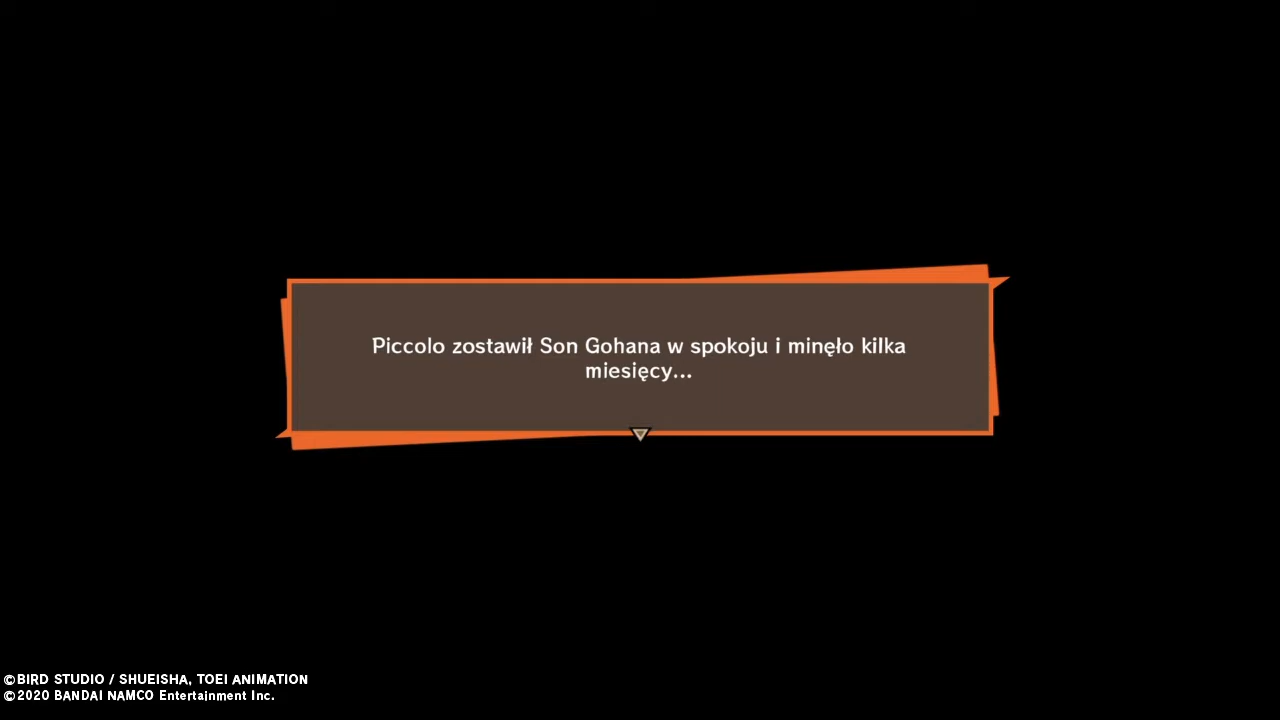 Piccolo zostawił Son Gohana w spokoju i minęło kilka
miesięcy...
©BIRD STUDIO / SHUEISHA, TOEI ANIMATION
©2020 BANDAI NAMCO Entertainment Inc.